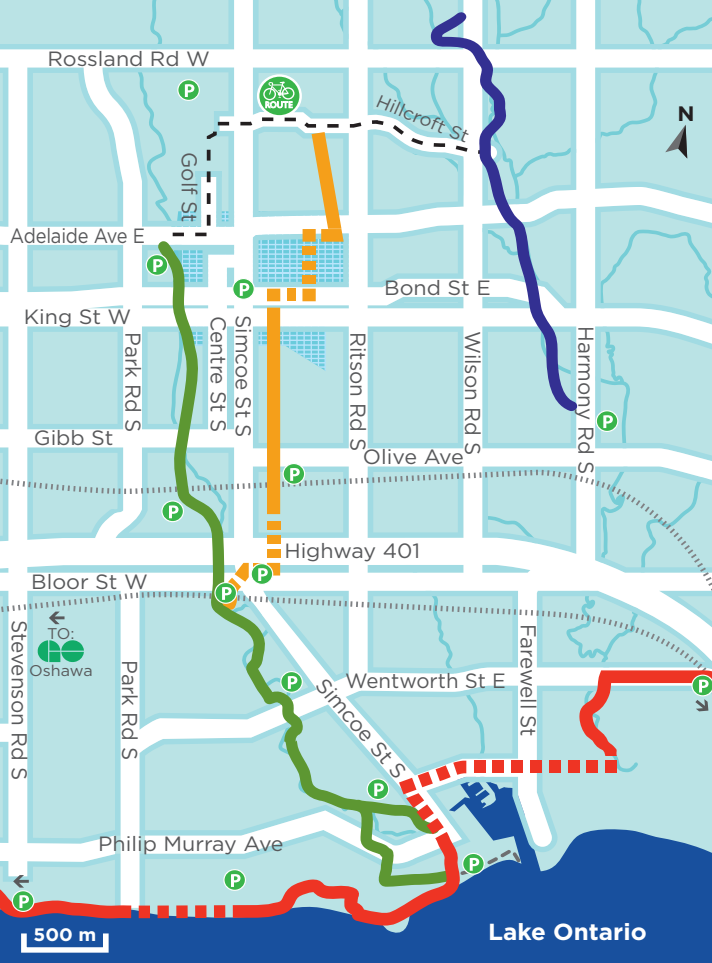 Rossland Rd W
P
ROUTE
Hillcroft St
N
Golf St
Adelaide Ave E
P
P
Bond St E
King St W
Park Rd S
Centre St S
Simcoe St S
Ritson Rd S
Wilson Rd S
Harmony Rd S
P
Gibb St
Olive Ave
P
P
Highway 401
P
Bloor St W
P
TO:
GO
Oshawa
Stevenson Rd S
Park Rd S
Farewell St
P
Wentworth St E
P
Simcoe St S
P
Philip Murray Ave
P
P
P
500 m
Lake Ontario